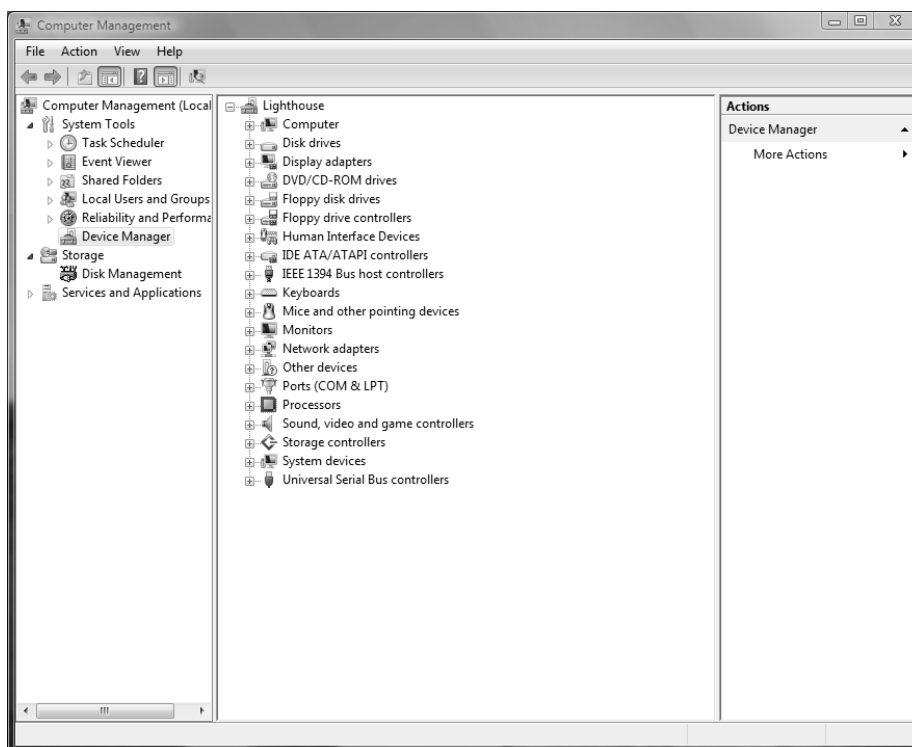 Computer Management
File Action View Help
Computer Management (Local
System Tools
Task Scheduler
Event Viewer
Shared Folders
Local Users and Groups
Reliability and Performa
Device Manager
Storage
Disk Management
Services and Applications
Lighthouse
Computer
Disk drives
Display adapters
DVD/CD-ROM drives
Floppy disk drives
Floppy drive controllers
Human Interface Devices
IDE ATA/ATAPI controllers
IEEE 1394 Bus host controllers
Keyboards
Mice and other pointing devices
Monitors
Network adapters
Other devices
Ports (COM & LPT)
Processors
Sound, video and game controllers
Storage controllers
System devices
Universal Serial Bus controllers
Actions
Device Manager
More Actions